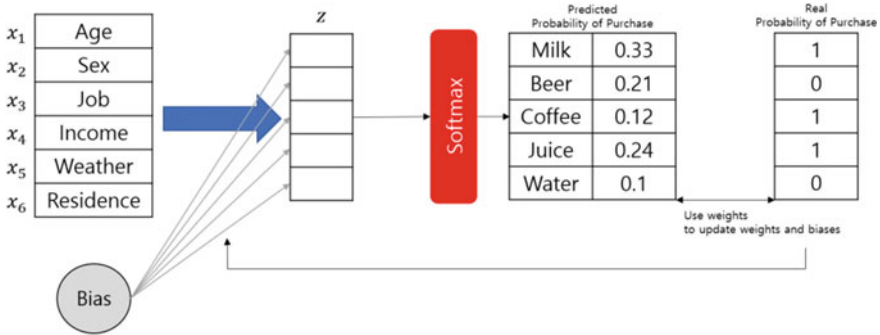 x₁ Age
x₂ Sex
x₃ Job
x₄ Income
x₅ Weather
x₆ Residence
Bias
z
Softmax
Predicted
Probability of Purchase
Milk 0.33
Beer 0.21
Coffee 0.12
Juice 0.24
Water 0.1
Real
Probability of Purchase
1
0
1
1
0
Use weights
to update weights and biases